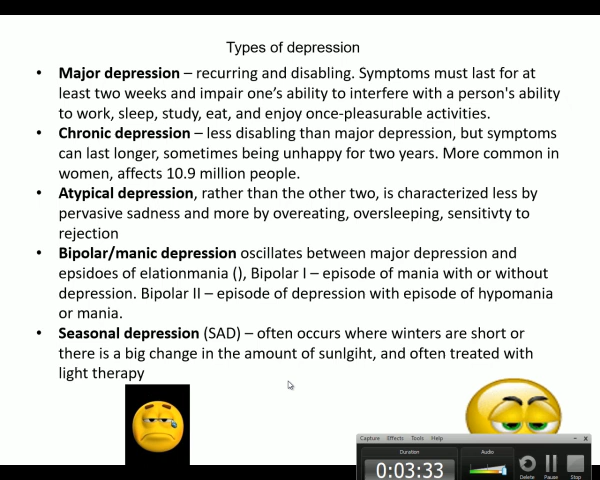 Types of depression
• Major depression – recurring and disabling. Symptoms must last for at
least two weeks and impair one's ability to interfere with a person's ability
to work, sleep, study, eat, and enjoy once-pleasurable activities.
• Chronic depression – less disabling than major depression, but symptoms
can last longer, sometimes being unhappy for two years. More common in
women, affects 10.9 million people.
• Atypical depression, rather than the other two, is characterized less by
pervasive sadness and more by overeating, oversleeping, sensitivty to
rejection
• Bipolar/manic depression oscillates between major depression and
epsidoes of elationmania (), Bipolar I – episode of mania with or without
depression. Bipolar II – episode of depression with episode of hypomania
or mania.
• Seasonal depression (SAD) – often occurs where winters are short or
there is a big change in the amount of sunlgiht, and often treated with
light therapy
Capture Effects Tools Help
Duration Audio
0:03:33 Delete Pause Stop